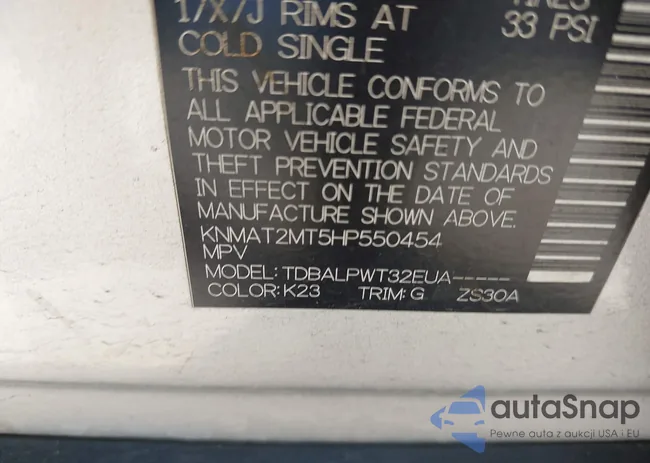 17X7J RIMS AT
33 PSI
COLD SINGLE
THIS VEHICLE CONFORMS TO
ALL APPLICABLE FEDERAL
MOTOR VEHICLE SAFETY AND
THEFT PREVENTION STANDARDS
IN EFFECT ON THE DATE OF
MANUFACTURE SHOWN ABOVE.
KNMAT2MT5HP550454
MPV
MODEL: TDBALPWT32EUA-----
COLOR: K23 TRIM: G ZS30A
autaSnap
Pewne auta z aukcji USA i EU